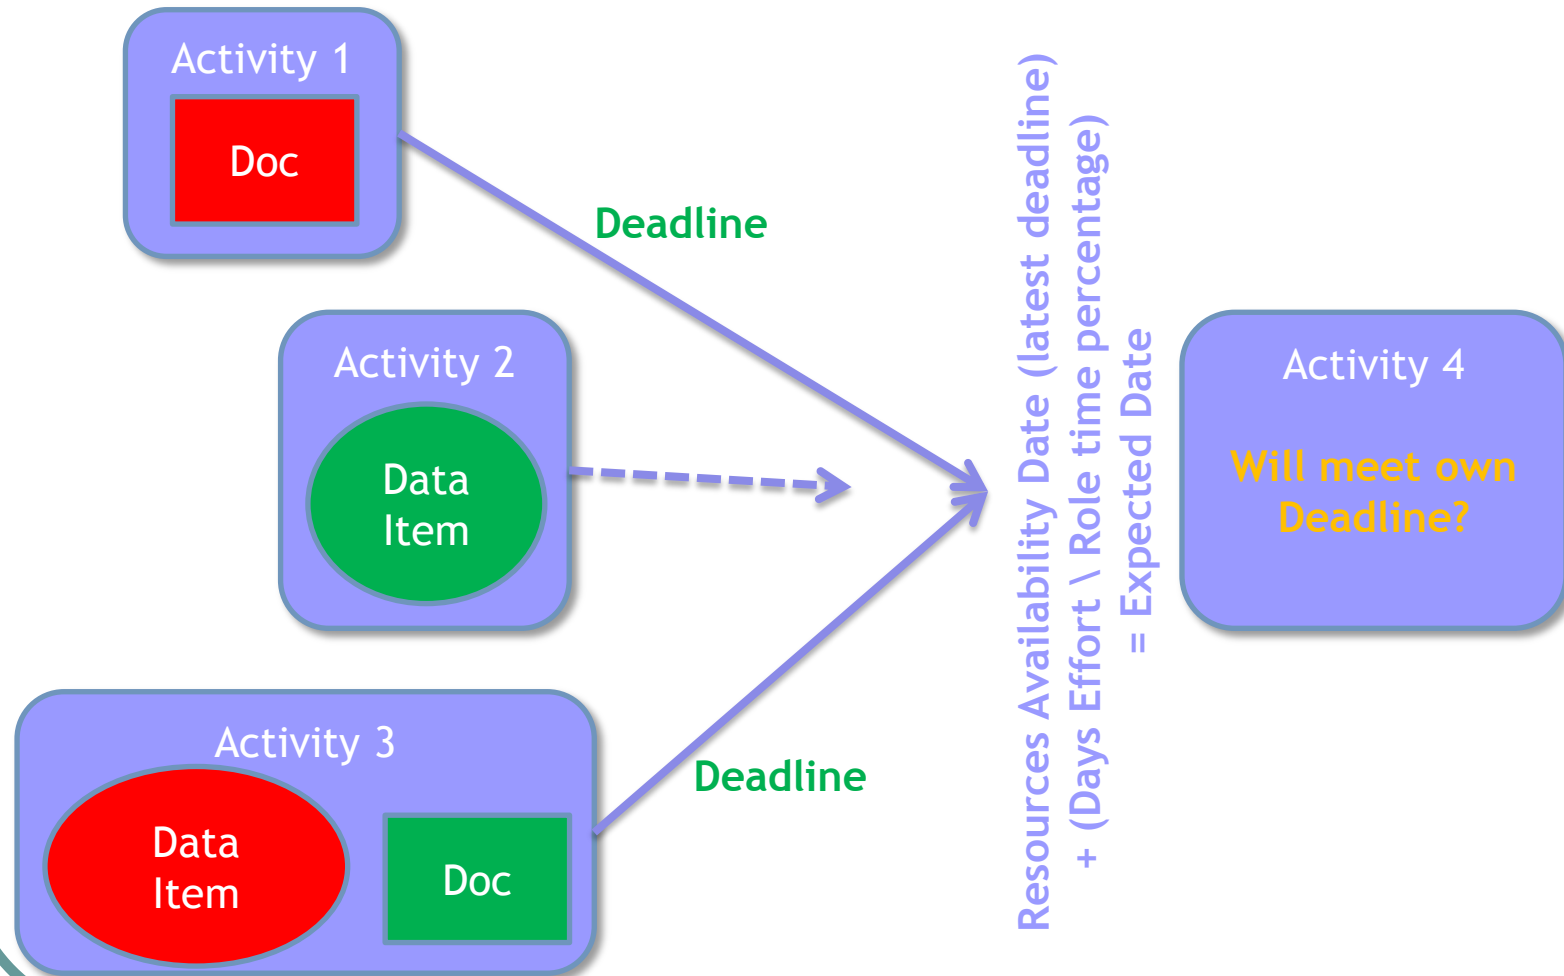 Activity 1
Doc
Deadline
Activity 2
Data
Item
Activity 3
Data
Item
Doc
Deadline
Resources Availability Date (latest deadline)
+ (Days Effort \ Role time percentage)
= Expected Date
Activity 4
Will meet own
Deadline?